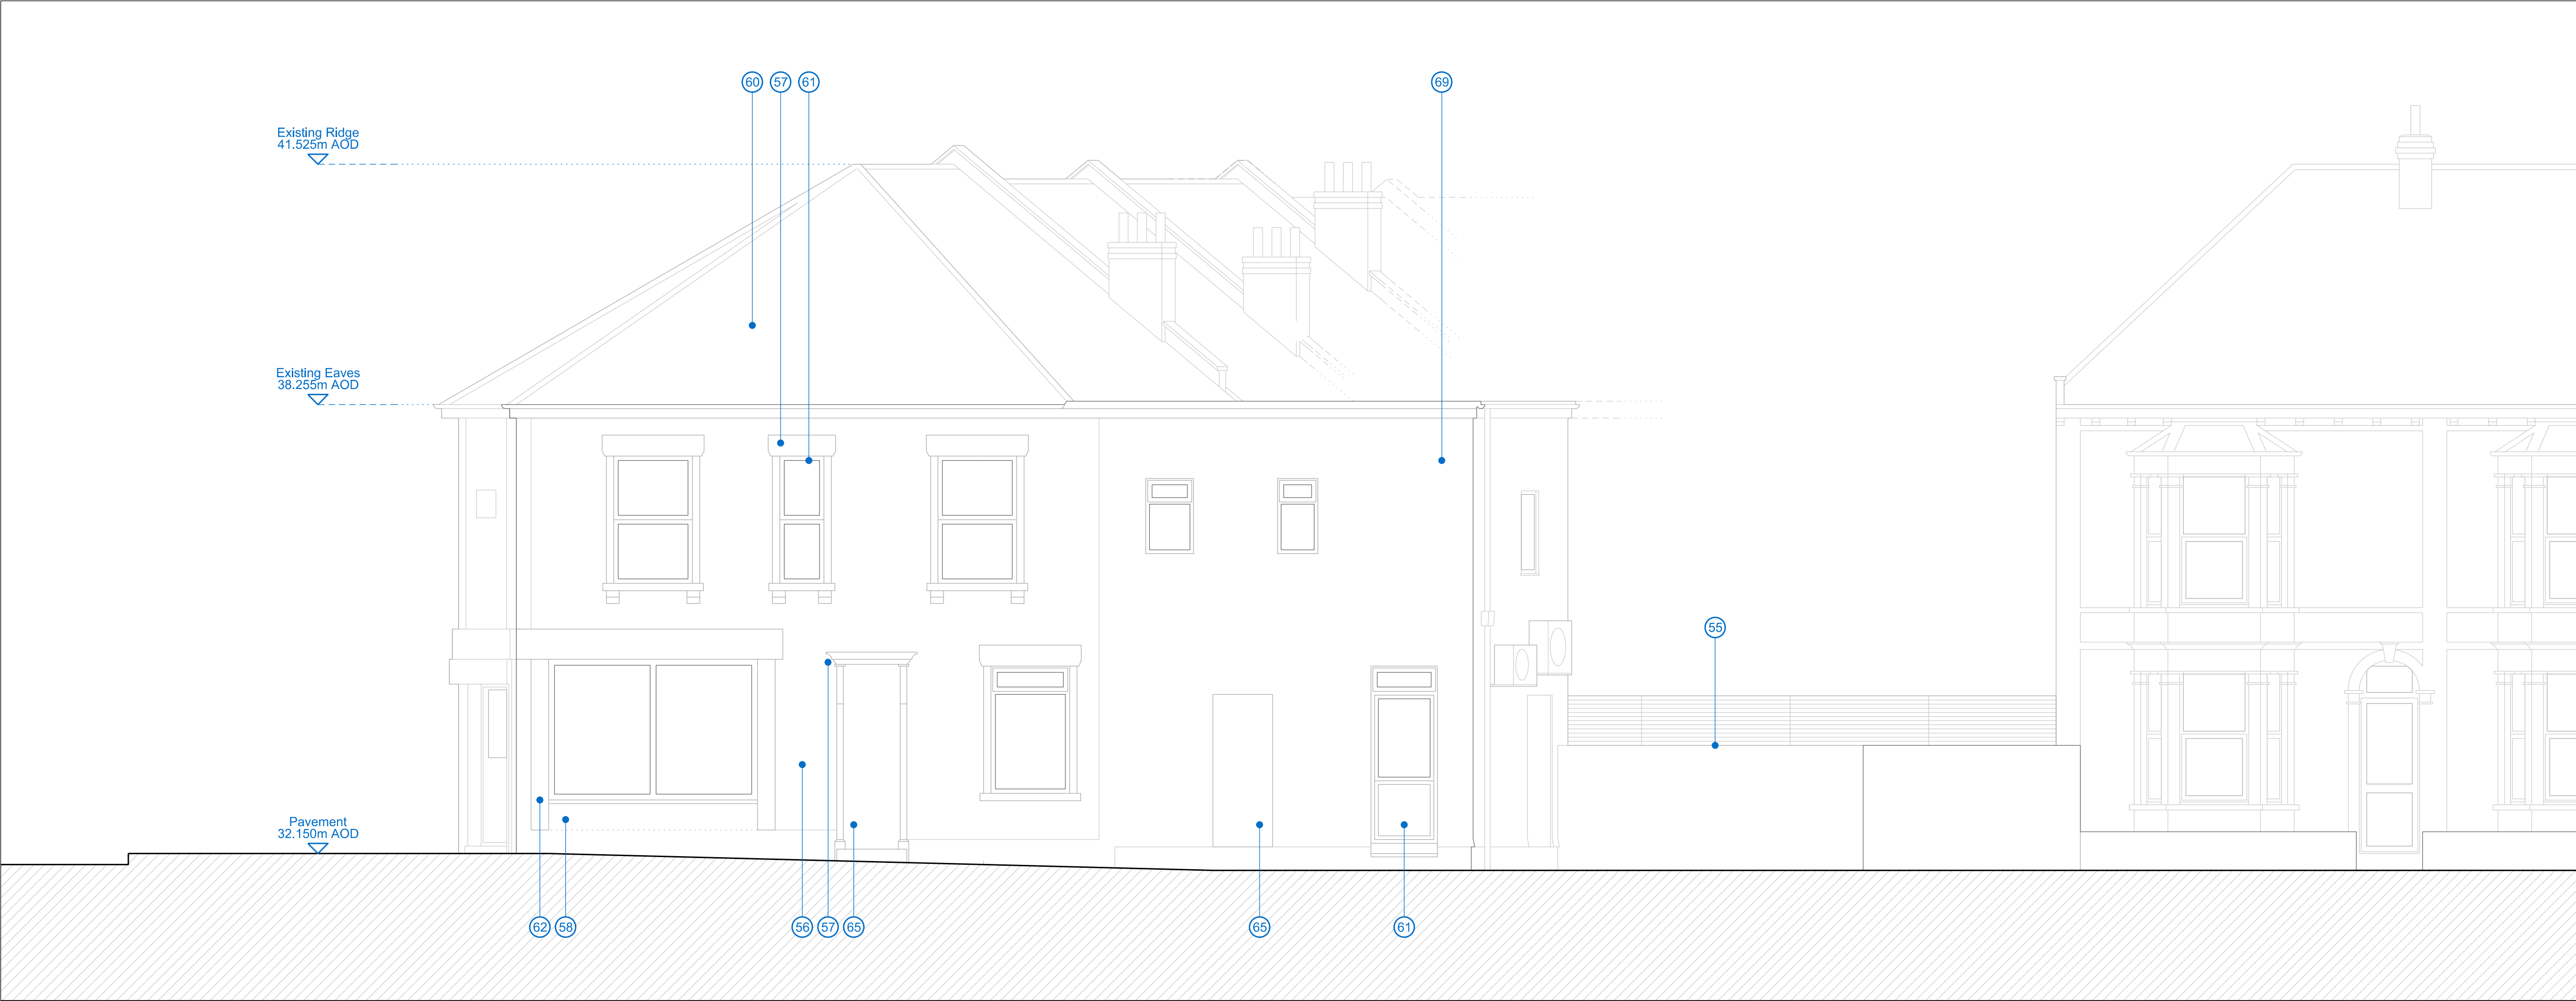 60 57 61 69
Existing Ridge
41.525m AOD
Existing Eaves
38.255m AOD
55
Pavement
32.150m AOD
62 58 56 57 65 65 61